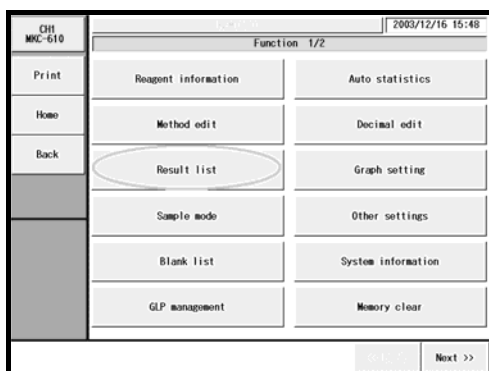 CH1
MKC-610
2003/12/16 15:48
Function 1/2
Print
Home
Back
Reagent information
Auto statistics
Method edit
Decimal edit
Result list
Graph setting
Sample mode
Other settings
Blank list
System information
GLP management
Memory clear
Next >>